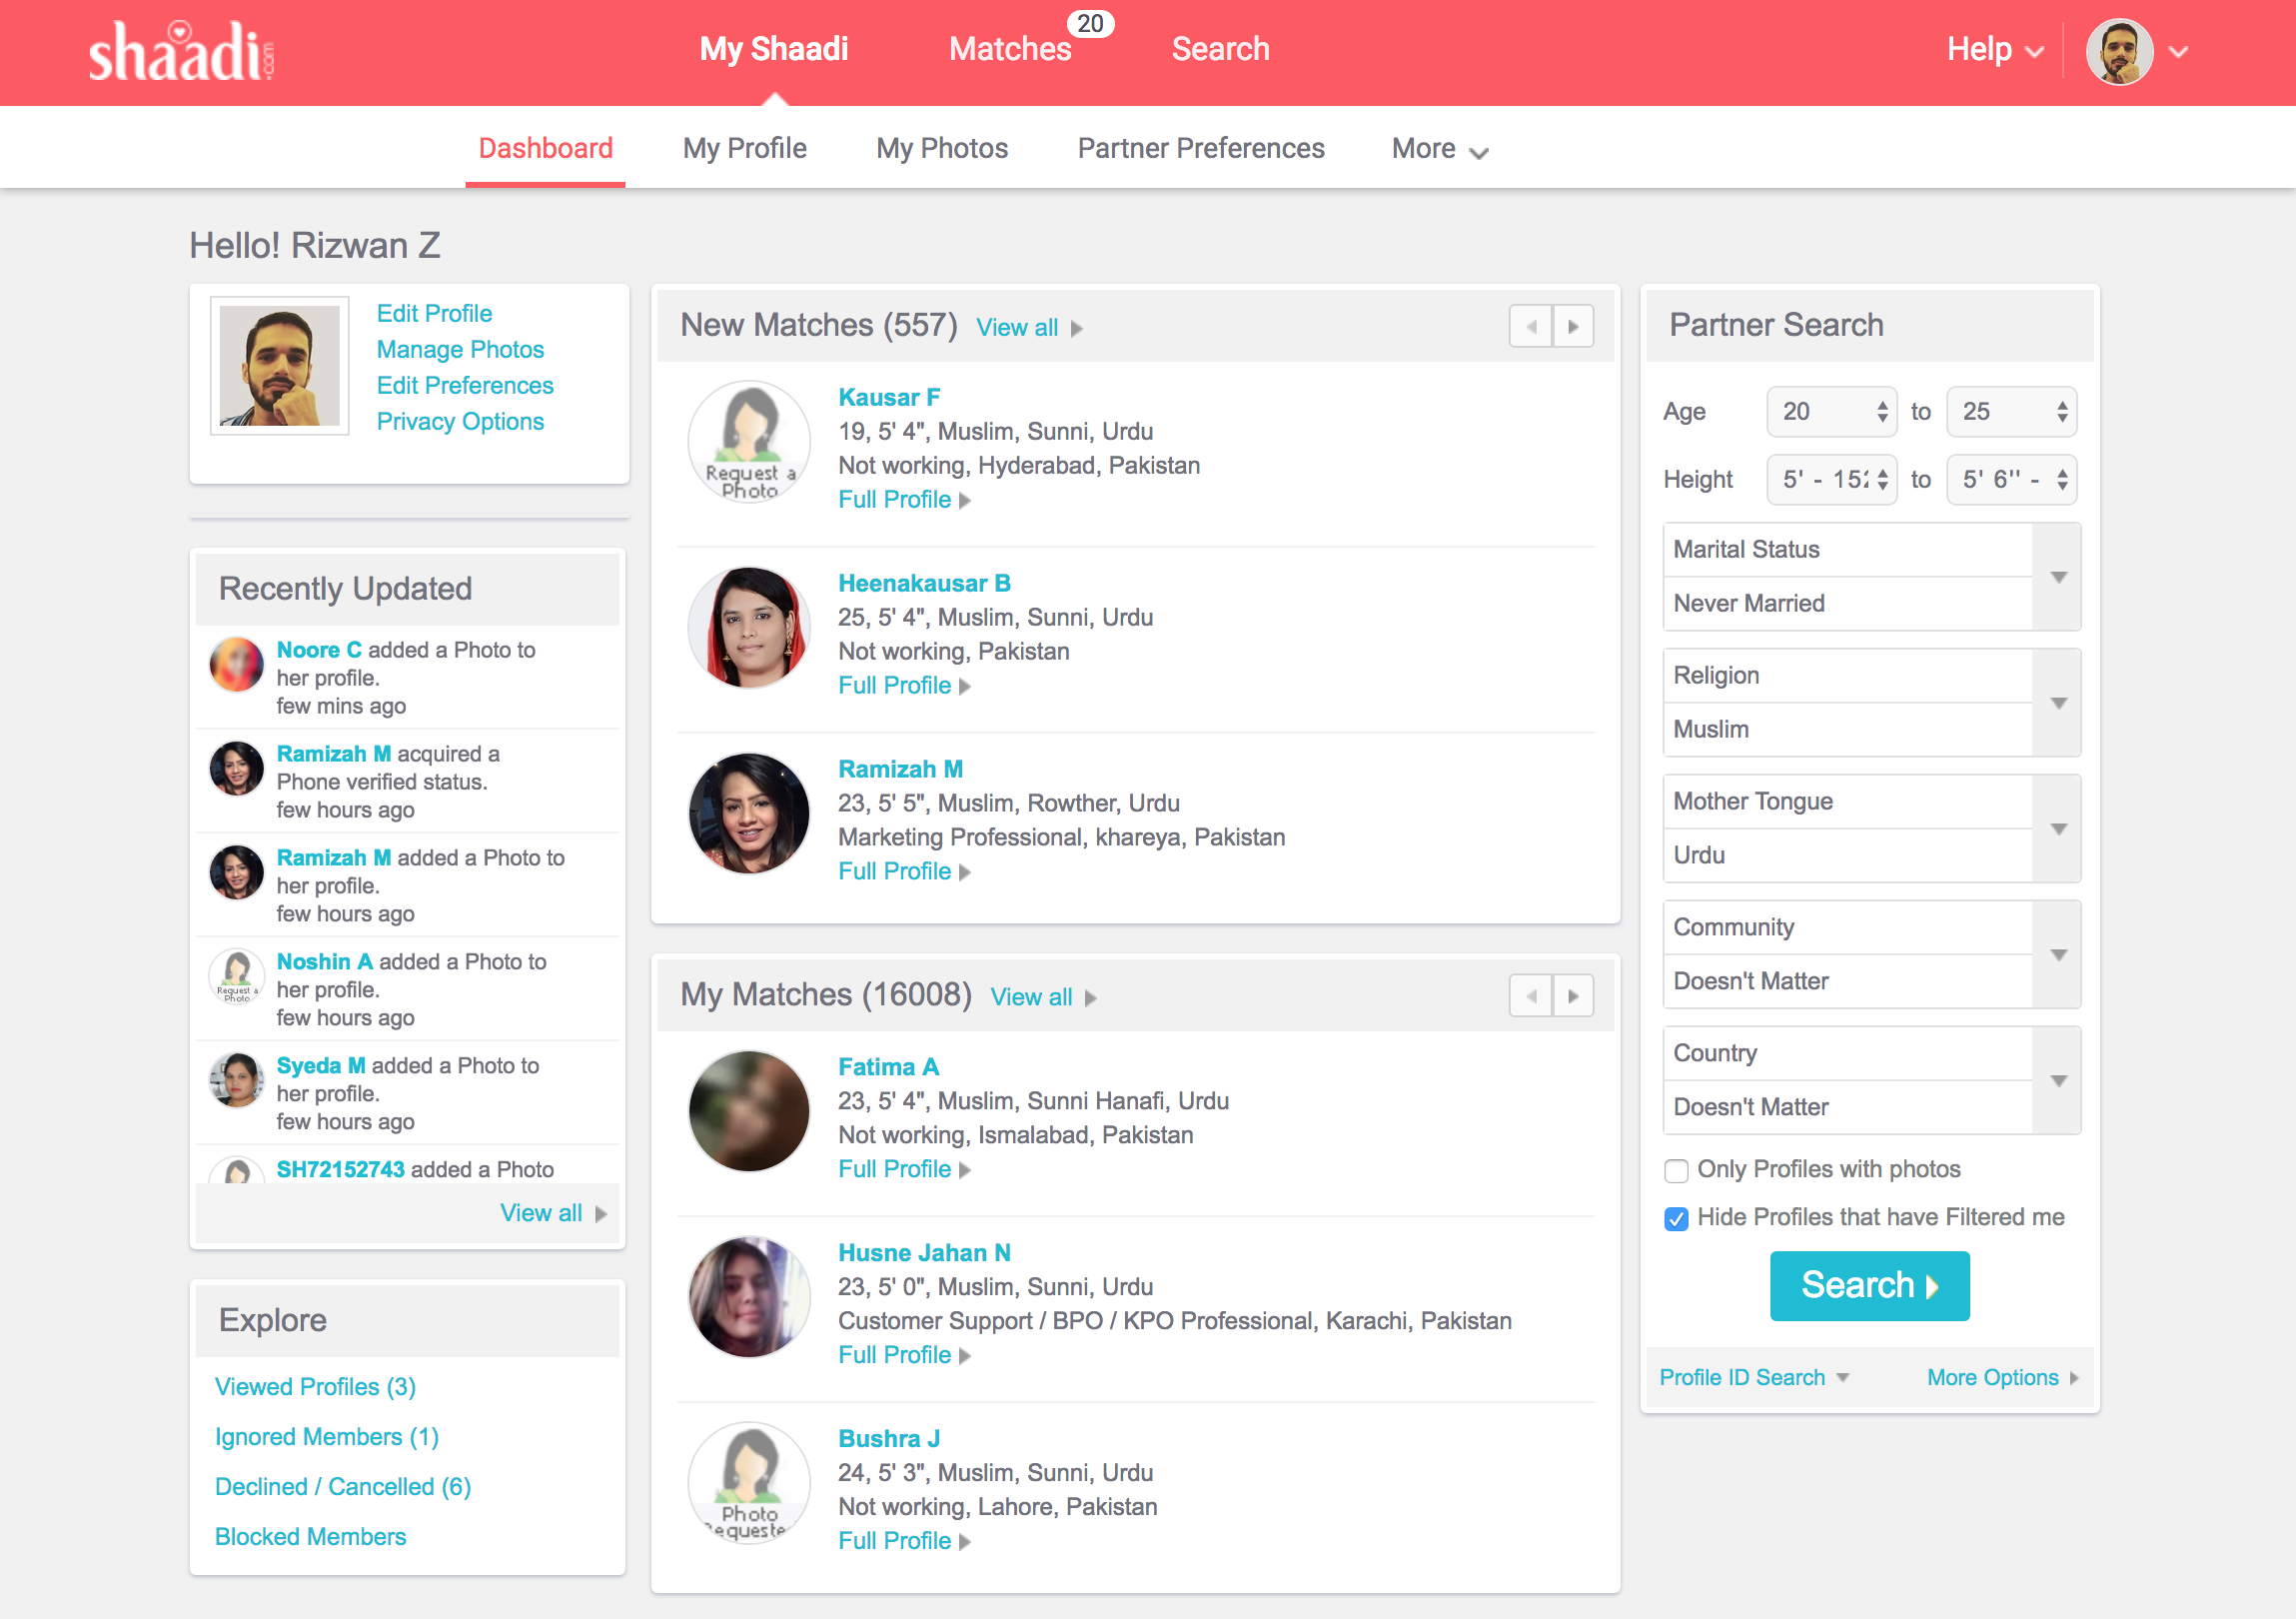 shaadi.com
My Shaadi
Matches 20
Search
Help
Dashboard
My Profile
My Photos
Partner Preferences
More
Hello! Rizwan Z
Edit Profile
Manage Photos
Edit Preferences
Privacy Options
Recently Updated
Noore C added a Photo to
her profile.
few mins ago
Ramizah M acquired a
Phone verified status.
few hours ago
Ramizah M added a Photo to
her profile.
few hours ago
Request a
Photo
Noshin A added a Photo to
her profile.
few hours ago
Syeda M added a Photo to
her profile.
few hours ago
SH72152743 added a Photo
View all
Explore
Viewed Profiles (3)
Ignored Members (1)
Declined / Cancelled (6)
Blocked Members
New Matches (557) View all
Request a
Photo
Kausar F
19, 5' 4", Muslim, Sunni, Urdu
Not working, Hyderabad, Pakistan
Full Profile
Heenakausar B
25, 5' 4", Muslim, Sunni, Urdu
Not working, Pakistan
Full Profile
Ramizah M
23, 5' 5", Muslim, Rowther, Urdu
Marketing Professional, khareya, Pakistan
Full Profile
My Matches (16008) View all
Fatima A
23, 5' 4", Muslim, Sunni Hanafi, Urdu
Not working, Ismalabad, Pakistan
Full Profile
Husne Jahan N
23, 5' 0", Muslim, Sunni, Urdu
Customer Support / BPO / KPO Professional, Karachi, Pakistan
Full Profile
Photo
Bushra J
24, 5' 3", Muslim, Sunni, Urdu
Not working, Lahore, Pakistan
Full Profile
Partner Search
Age 20 to 25
Height 5' - 15 to 5' 6'' -
Marital Status
Never Married
Religion
Muslim
Mother Tongue
Urdu
Community
Doesn't Matter
Country
Doesn't Matter
Only Profiles with photos
Hide Profiles that have Filtered me
Search
Profile ID Search
More Options